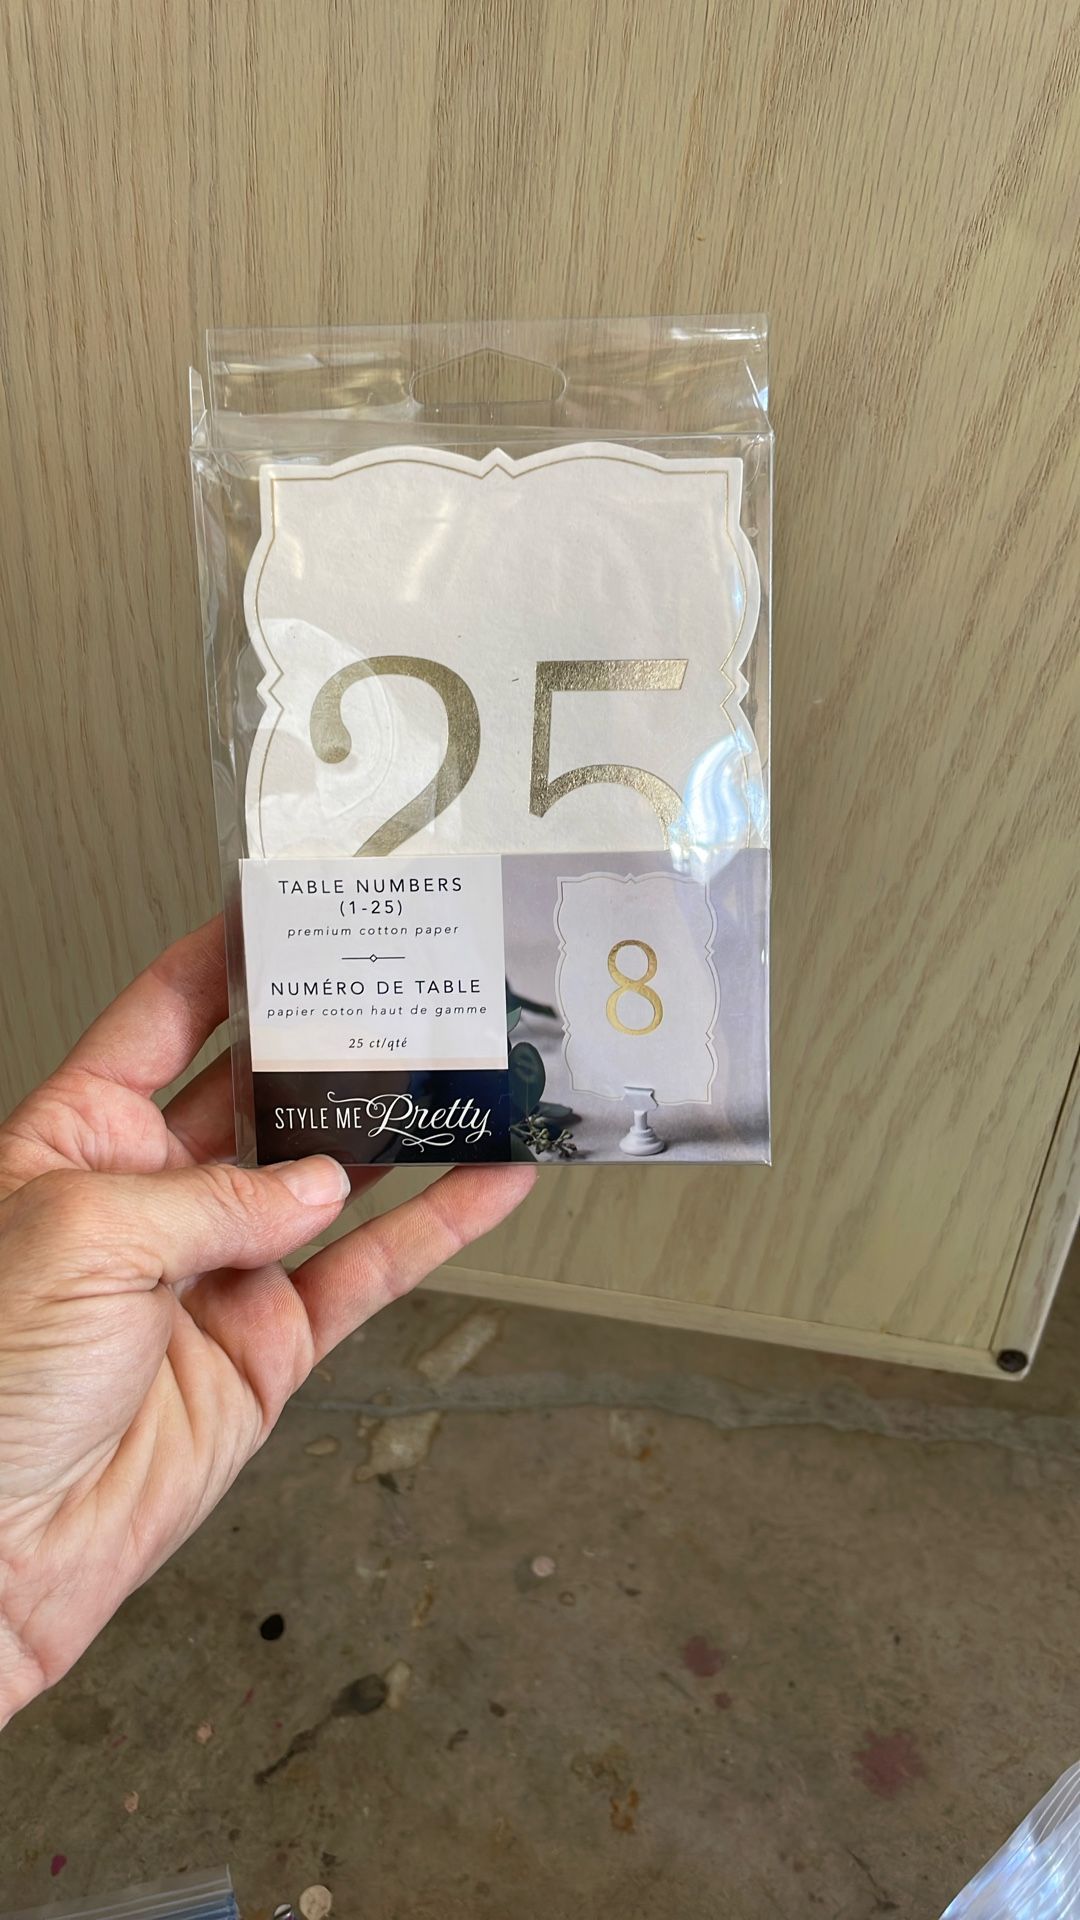 25
TABLE NUMBERS
(1-25)
premium cotton paper
NUMÉRO DE TABLE
papier coton haut de gamme
25 ct/qté
STYLE ME Pretty
8